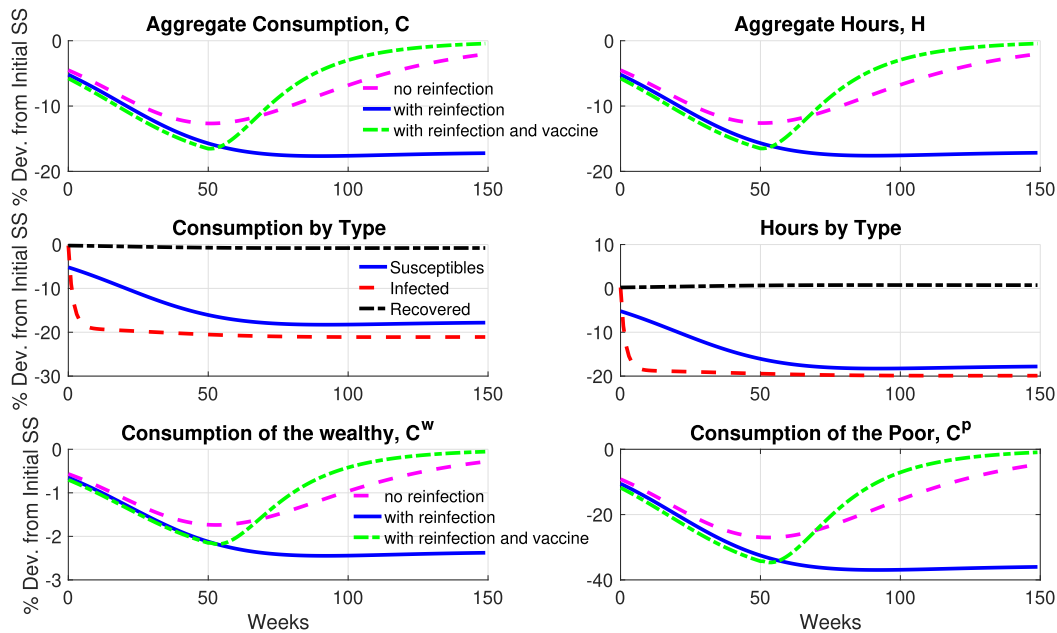 Aggregate Consumption, C
% Dev. from Initial SS
0
-10
-20
0
50
100
150
no reinfection
with reinfection
with reinfection and vaccine
Aggregate Hours, H
0
-10
-20
0
50
100
150
Consumption by Type
% Dev. from Initial SS
0
-10
-20
-30
0
50
100
150
Susceptibles
Infected
Recovered
Hours by Type
10
0
-10
-20
0
50
100
150
Consumption of the wealthy, C^w
% Dev. from Initial SS
0
-1
-2
-3
0
50
100
150
no reinfection
with reinfection
with reinfection and vaccine
Weeks
Consumption of the Poor, C^p
0
-20
-40
0
50
100
150
Weeks